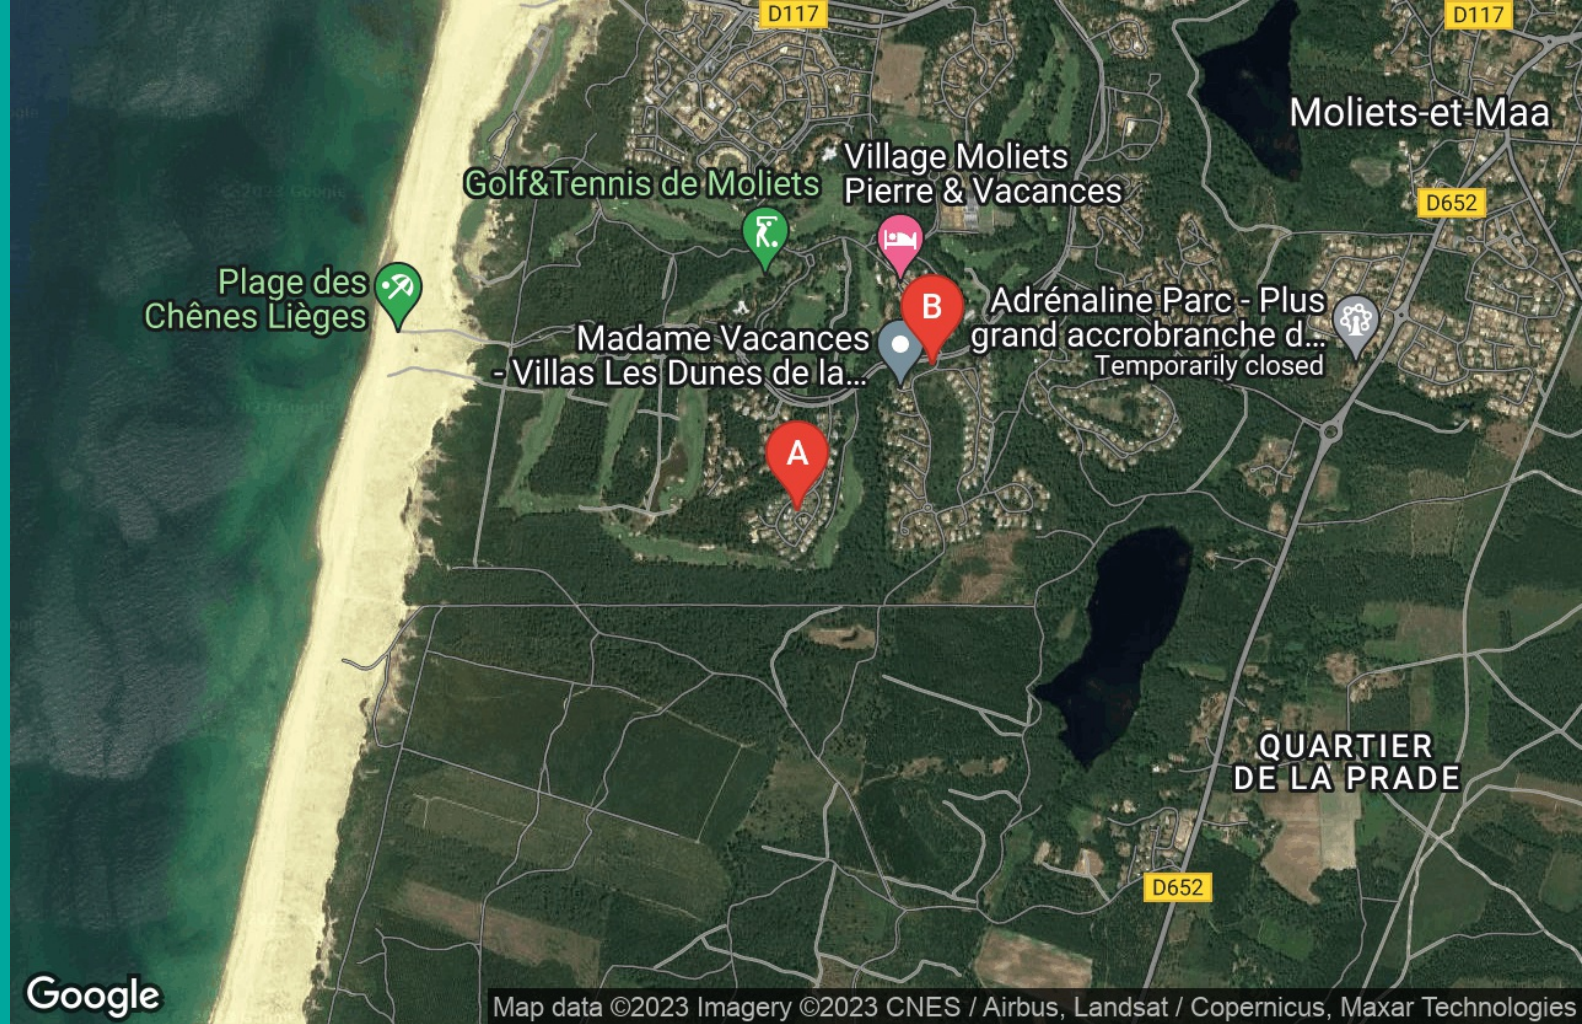 D117
D117
Moliets-et-Maa
Village Moliets
Pierre & Vacances
Golf&Tennis de Moliets
D652
Plage des
Chênes Lièges
B
Adrénaline Parc - Plus
grand accrobranche d...
Temporarily closed
Madame Vacances
- Villas Les Dunes de la...
A
QUARTIER
DE LA PRADE
D652
Google
Map data ©2023 Imagery ©2023 CNES / Airbus, Landsat / Copernicus, Maxar Technologies